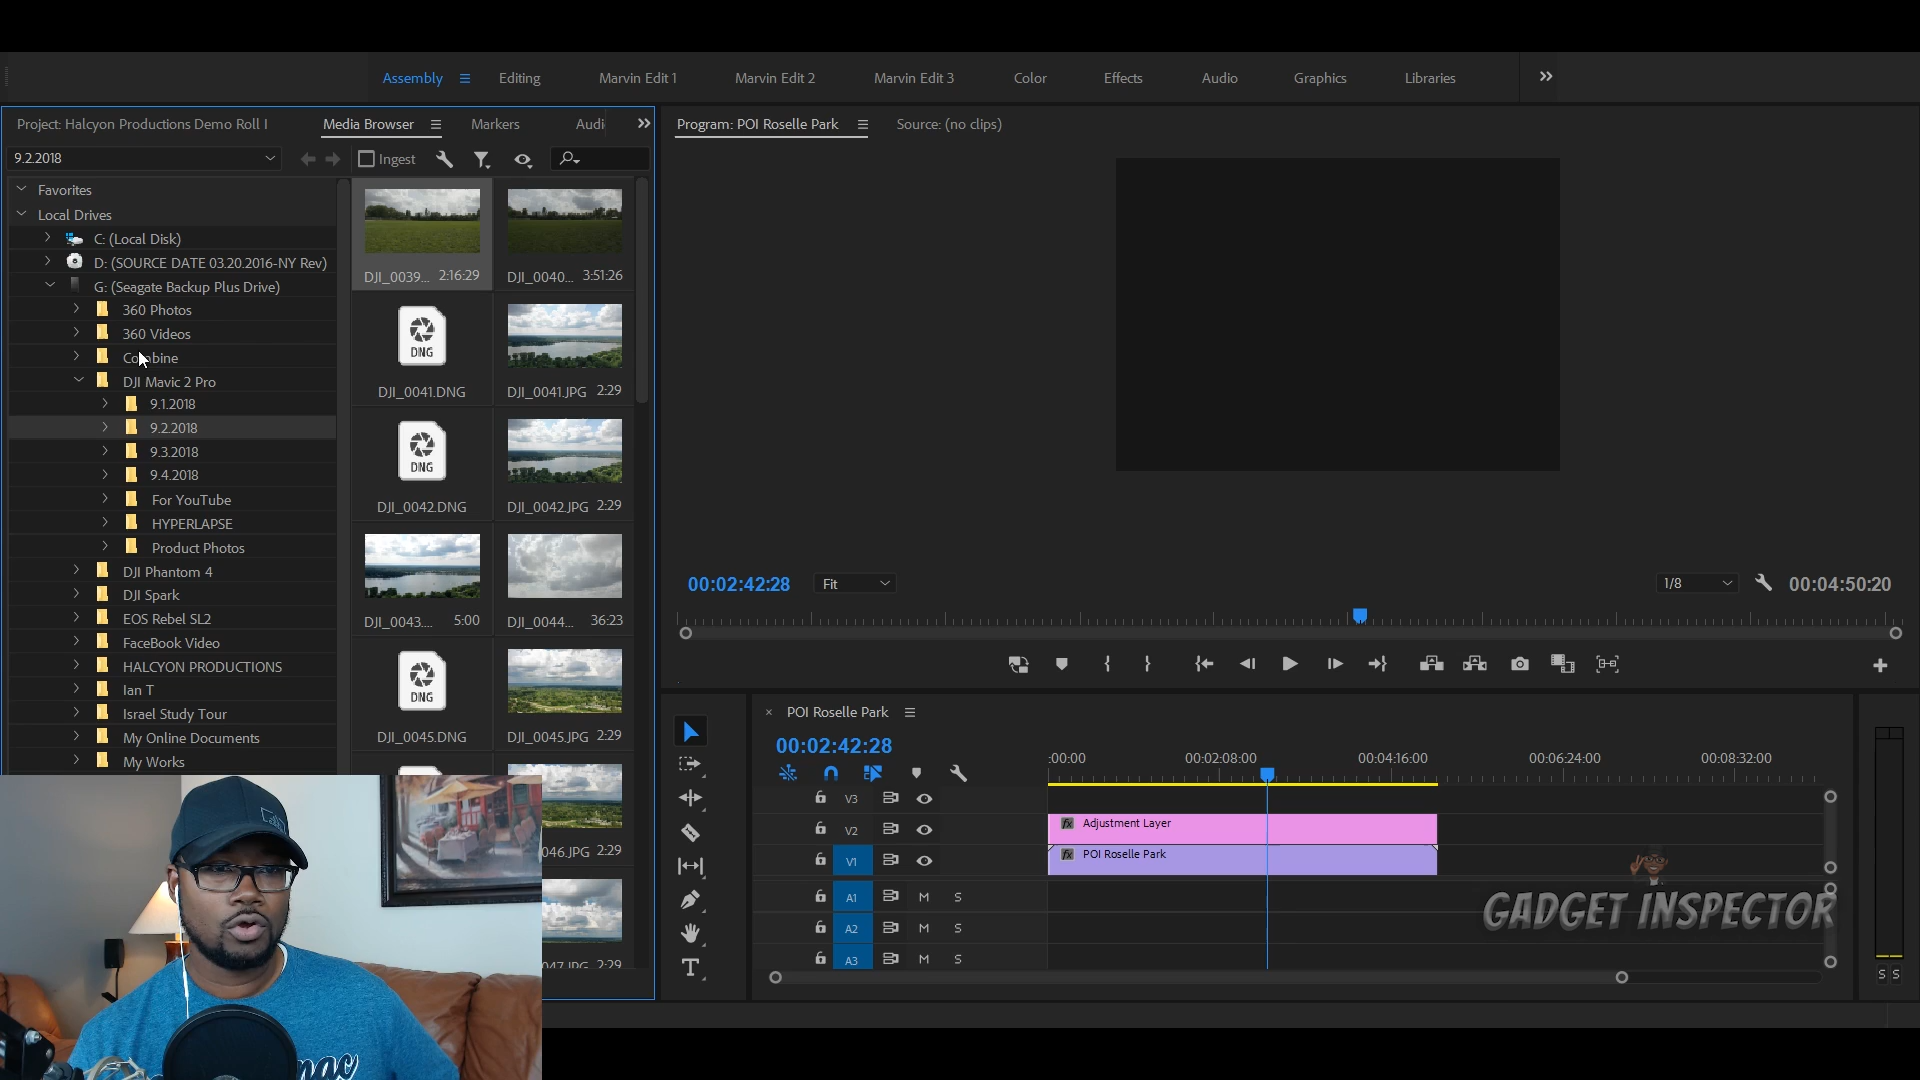 Assembly
Editing
Marvin Edit 1
Marvin Edit 2
Marvin Edit 3
Color
Effects
Audio
Graphics
Libraries
Project: Halcyon Productions Demo Roll I
Media Browser
Markers
Audi
9.2.2018
Ingest
Favorites
Local Drives
C: (Local Disk)
D: (SOURCE DATE 03.20.2016-NY Rev)
G: (Seagate Backup Plus Drive)
360 Photos
360 Videos
Combine
DJI Mavic 2 Pro
9.1.2018
9.2.2018
9.3.2018
9.4.2018
For YouTube
HYPERLAPSE
Product Photos
DJI Phantom 4
DJI Spark
EOS Rebel SL2
FaceBook Video
HALCYON PRODUCTIONS
Ian T
Israel Study Tour
My Online Documents
My Works
DJI_0039... 2:16:29
DJI_0040... 3:51:26
DNG
DJI_0041.DNG
DJI_0041.JPG 2:29
DNG
DJI_0042.DNG
DJI_0042.JPG 2:29
DJI_0043.... 5:00
DJI_0044... 36:23
DNG
DJI_0045.DNG
DJI_0045.JPG 2:29
046.JPG 2:29
047.JPG 2:29
Program: POI Roselle Park
Source: (no clips)
00:02:42:28
Fit
1/8
00:04:50:20
POI Roselle Park
00:02:42:28
:00:00
00:02:08:00
00:04:16:00
00:06:24:00
00:08:32:00
V3
V2
Adjustment Layer
V1
POI Roselle Park
A1 M S
A2 M S
A3 M S
S S
GADGET INSPECTOR